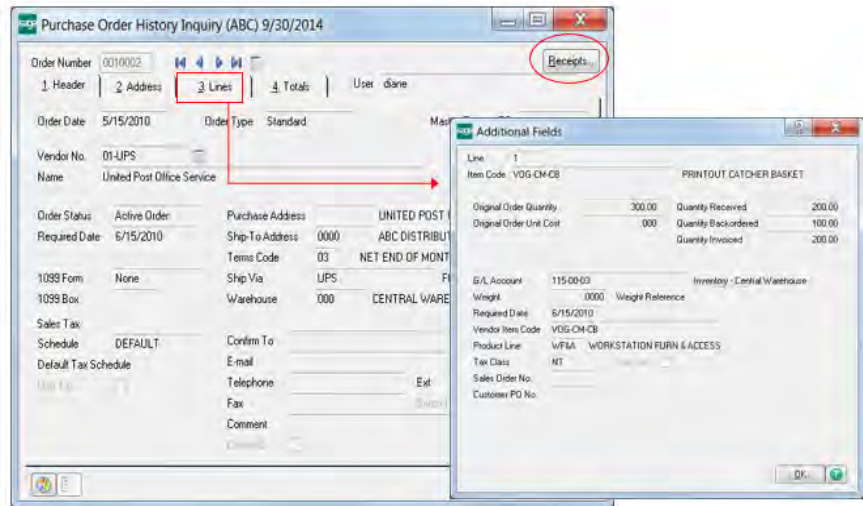 sage Purchase Order History Inquiry (ABC) 9/30/2014
Order Number 0010002
Receipts...
1. Header 2. Address 3. Lines 4. Totals User diane
Order Date 5/15/2010 Order Type Standard Mas
Vendor No. 01-UPS
Name United Post Office Service
Order Status Active Order Purchase Address UNITED POST
Required Date 6/15/2010 Ship-To Address 0000 ABC DISTRIBUT
Terms Code 03 NET END OF MONT
1099 Form None Ship Via UPS
1099 Box Warehouse 000 CENTRAL WARE
Sales Tax
Schedule DEFAULT Confirm To
Default Tax Schedule E-mail
Telephone Ext
Fax
Comment
sage Additional Fields
Line 1
Item Code VOG-CM-CB PRINTOUT CATCHER BASKET
Original Order Quantity 300.00 Quantity Received 200.00
Original Order Unit Cost .000 Quantity Backordered 100.00
Quantity Invoiced 200.00
G/L Account 115-00-03 Inventory - Central Warehouse
Weight .0000 Weight Reference
Required Date 6/15/2010
Vendor Item Code VOG-CM-CB
Product Line WF&A WORKSTATION FURN & ACCESS
Tax Class NT
Sales Order No.
Customer PO No.
OK